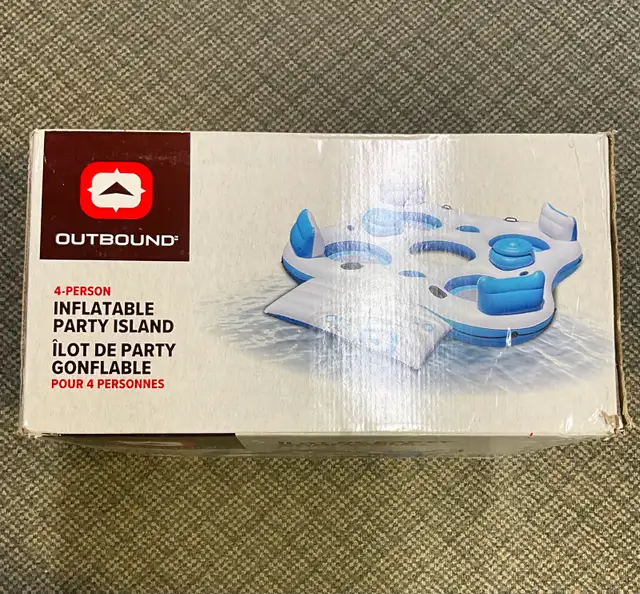 OUTBOUND
4-PERSON
INFLATABLE
PARTY ISLAND
ÎLOT DE PARTY
GONFLABLE
POUR 4 PERSONNES